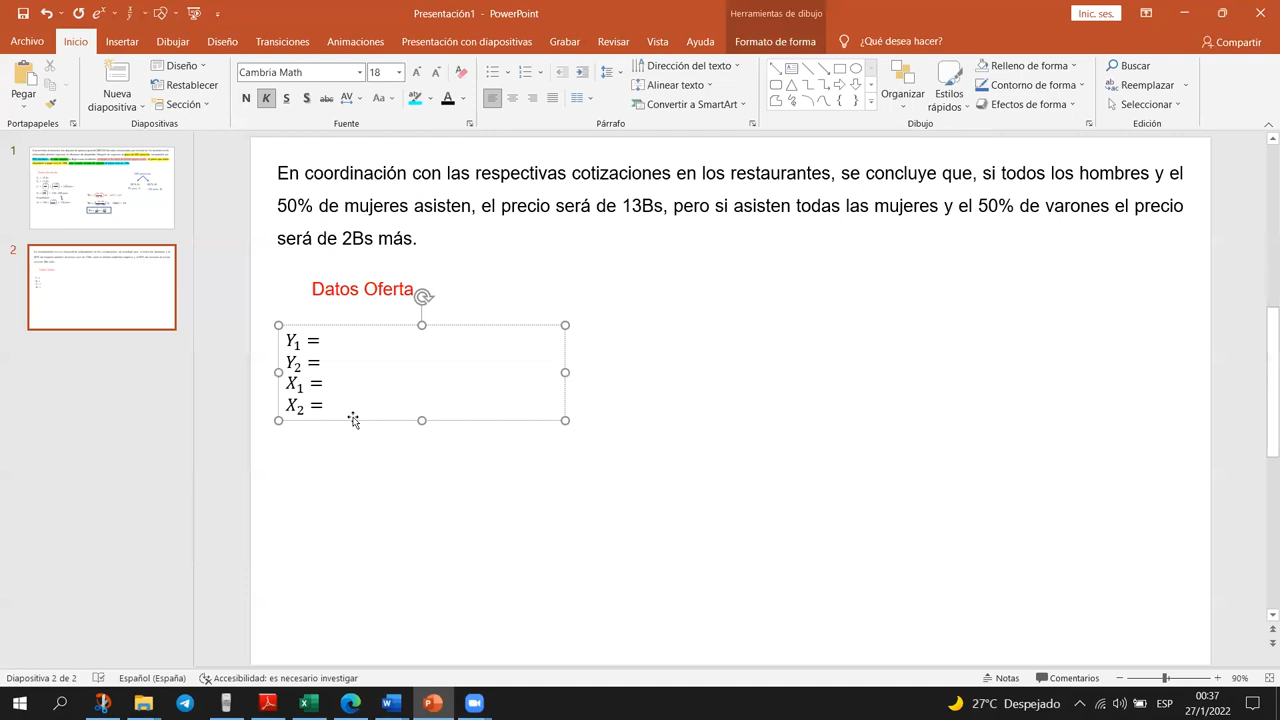 Presentación1 - PowerPoint
Herramientas de dibujo
Inic. ses.
Archivo Inicio Insertar Dibujar Diseño Transiciones Animaciones Presentación con diapositivas Grabar Revisar Vista Ayuda Formato de forma ¿Qué desea hacer? Compartir
Pegar
Portapapeles
Nueva diapositiva
Diseño
Restablecer
Sección
Diapositivas
Cambria Math 18
N K S S abc AV Aa A
Fuente
Párrafo
Dirección del texto
Alinear texto
Convertir a SmartArt
Organizar
Estilos rápidos
Relleno de forma
Contorno de forma
Efectos de forma
Dibujo
Buscar
Reemplazar
Seleccionar
Edición
1
2
En coordinación con las respectivas cotizaciones en los restaurantes, se concluye que, si todos los hombres y el
50% de mujeres asisten, el precio será de 13Bs, pero si asisten todas las mujeres y el 50% de varones el precio
será de 2Bs más.
Datos Oferta
Y₁ =
Y₂ =
X₁ =
X₂ =
Diapositiva 2 de 2 Español (España) Accesibilidad: es necesario investigar Notas Comentarios 90%
27°C Despejado ESP 00:37
27/1/2022